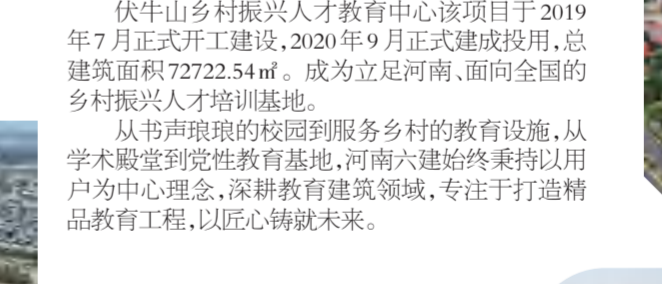 伏牛山乡村振兴人才教育中心该项目于2019
年7月正式开工建设,2020年9月正式建成投用,总
建筑面积72722.54㎡。成为立足河南、面向全国的
乡村振兴人才培训基地。
从书声琅琅的校园到服务乡村的教育设施,从
学术殿堂到党性教育基地,河南六建始终秉持以用
户为中心理念,深耕教育建筑领域,专注于打造精
品教育工程,以匠心铸就未来。